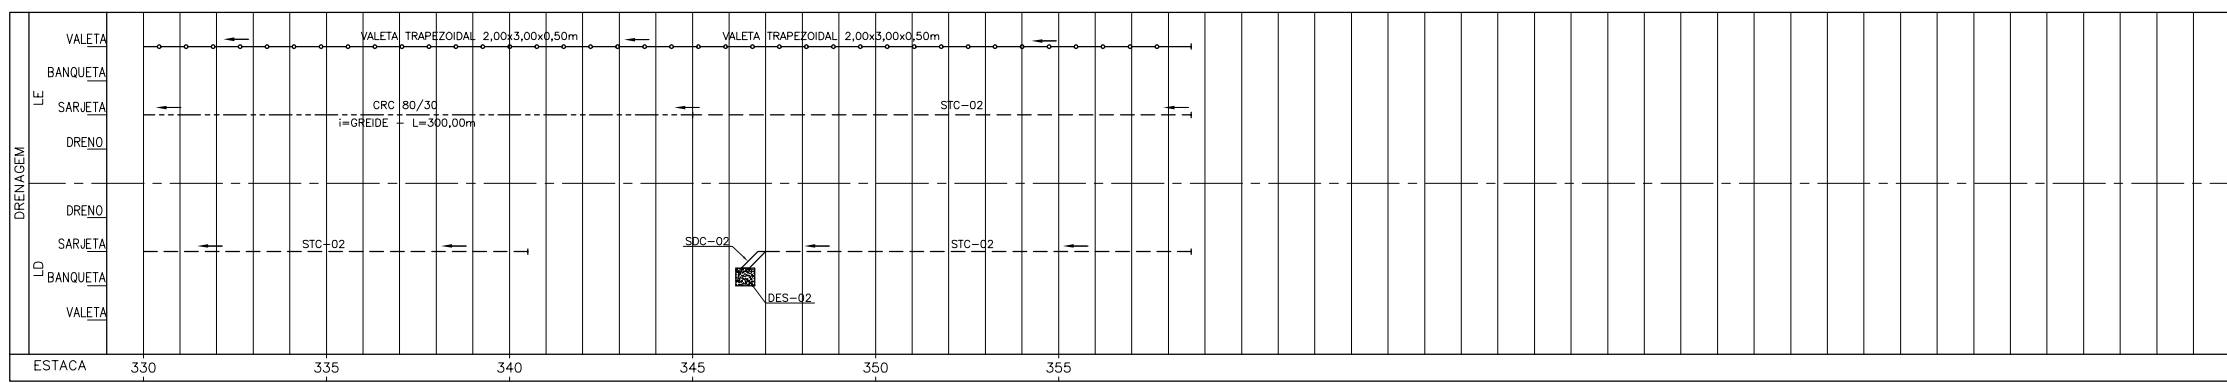 DRENAGEM
LE
VALETA
VALETA TRAPEZOIDAL 2,00x3,00x0,50m
VALETA TRAPEZOIDAL 2,00x3,00x0,50m
BANQUETA
SARJETA
CRC 80/30
STC-02
i=GREIDE - L=300,00m
DRENO
LD
DRENO
SARJETA
STC-02
SDC-02
STC-02
BANQUETA
DES-02
VALETA
ESTACA
330
335
340
345
350
355